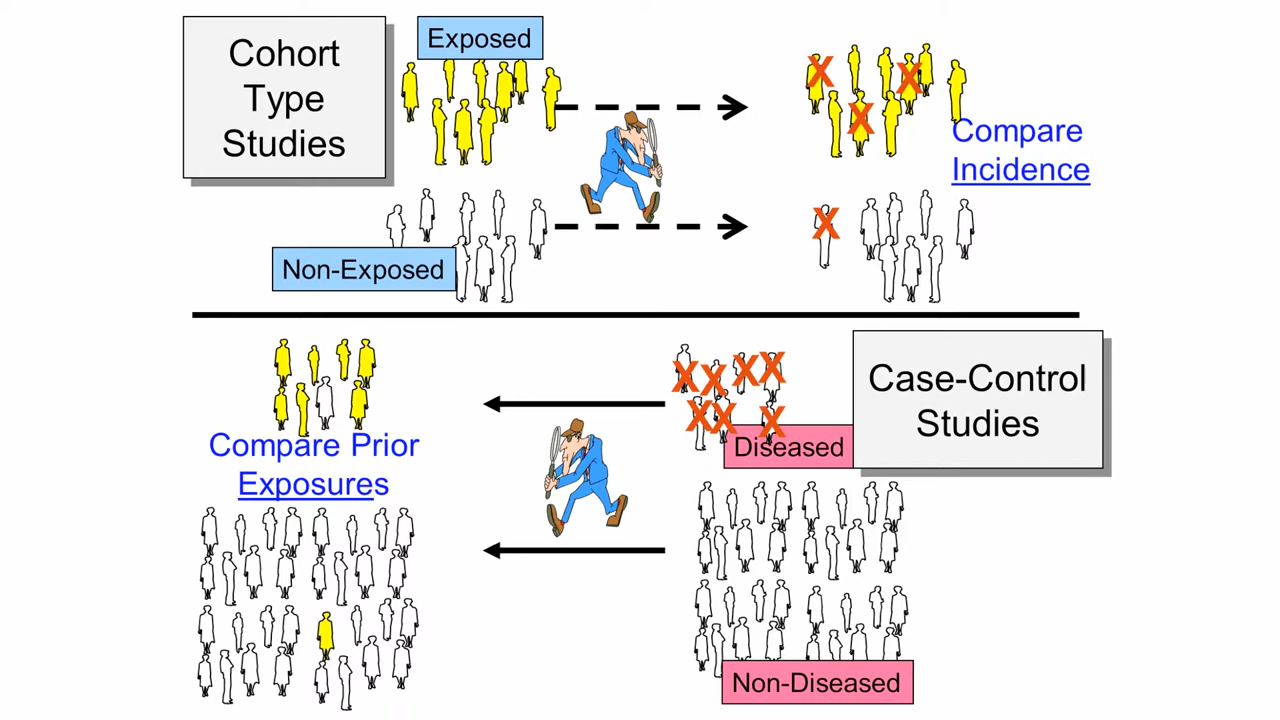 Cohort
Type
Studies
Exposed
Compare
Incidence
Non-Exposed
Case-Control
Studies
Diseased
Compare Prior
Exposures
Non-Diseased